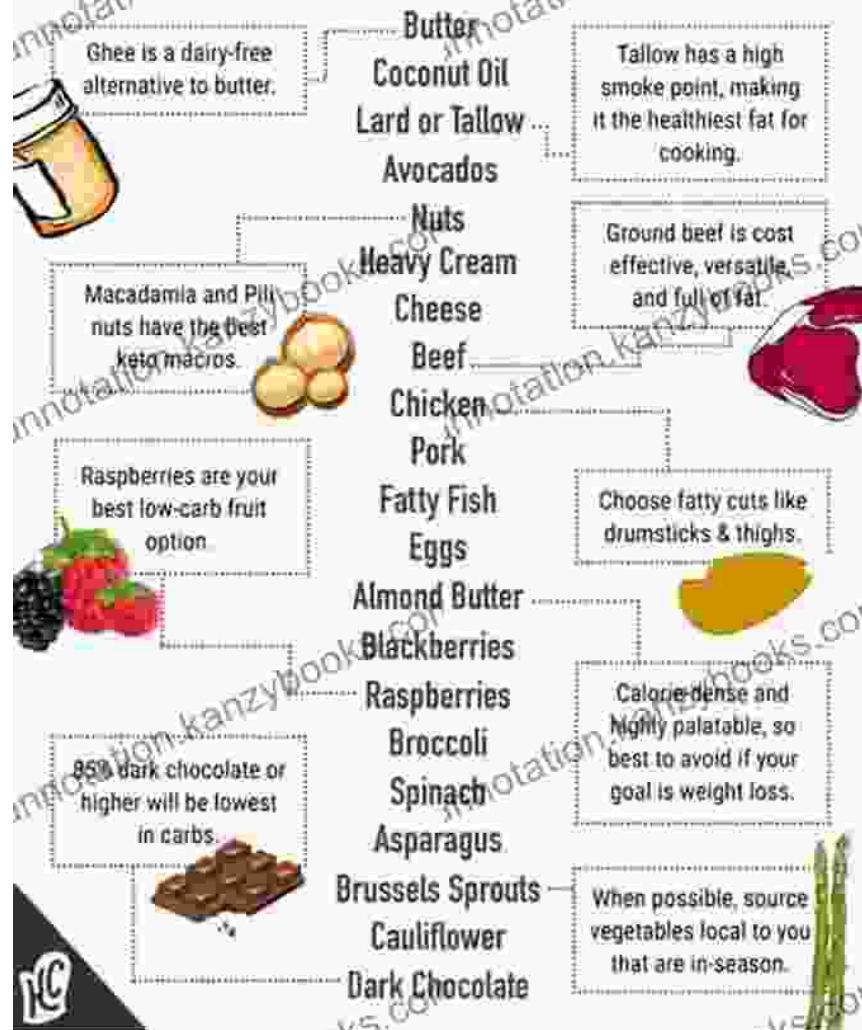 Butter
Ghee is a dairy-free
alternative to butter.
Coconut Oil
Lard or Tallow
Tallow has a high
smoke point, making
it the healthiest fat for
cooking.
Avocados
Nuts
Macadamia and Pili
nuts have the best
keto macros.
Heavy Cream
Cheese
Beef
Ground beef is cost
effective, versatile,
and full of fat.
Chicken
Choose fatty cuts like
drumsticks & thighs.
Pork
Fatty Fish
Eggs
Almond Butter
Calorie-dense and
highly palatable, so
best to avoid if your
goal is weight loss.
Blackberries
Raspberries
Raspberries are your
best low-carb fruit
option
Broccoli
Spinach
Asparagus
Brussels Sprouts
When possible, source
vegetables local to you
that are in-season.
Cauliflower
Dark Chocolate
85% dark chocolate or
higher will be lowest
in carbs.
HC
annotation.kanzybooks.com